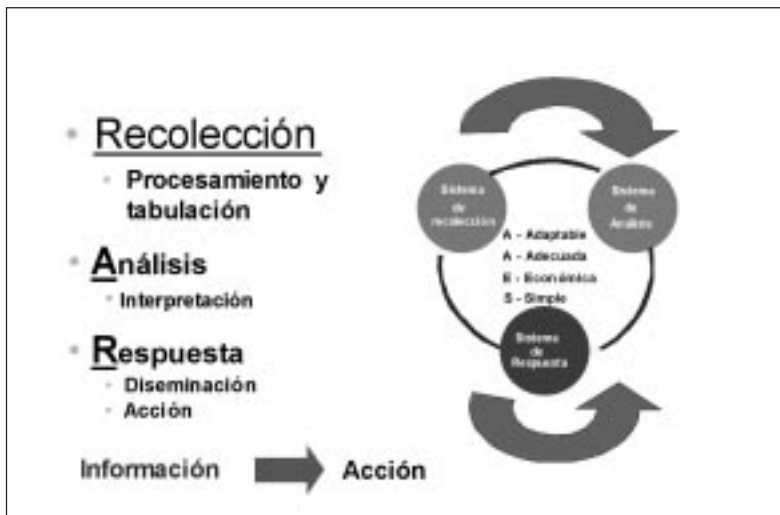 Recolección
Procesamiento y
tabulación
Análisis
Interpretación
Respuesta
Diseminación
Acción
Información
Acción
Sistema
de
recolección
Sistema
de
Análisis
A - Adaptable
A - Adecuada
E - Económica
S - Simple
Sistema
de
Respuesta